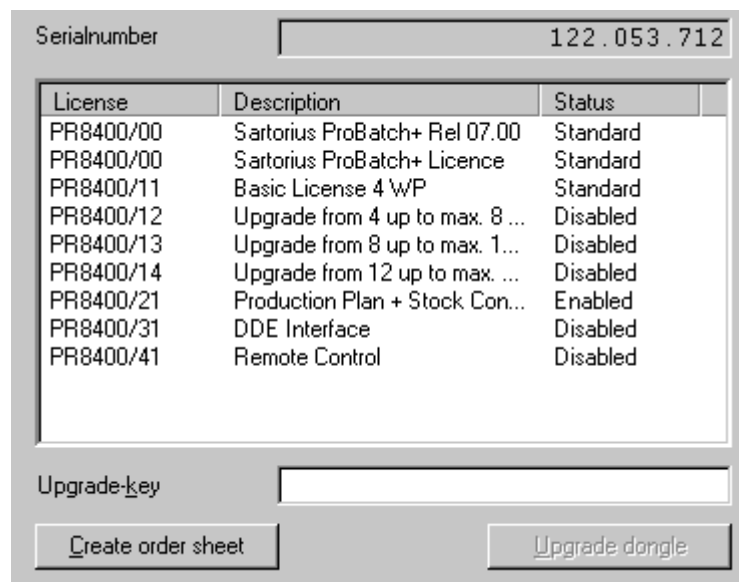 Serialnumber 122.053.712
License Description Status
PR8400/00 Sartorius ProBatch+ Rel 07.00 Standard
PR8400/00 Sartorius ProBatch+ Licence Standard
PR8400/11 Basic License 4 WP Standard
PR8400/12 Upgrade from 4 up to max. 8 ... Disabled
PR8400/13 Upgrade from 8 up to max. 1... Disabled
PR8400/14 Upgrade from 12 up to max. ... Disabled
PR8400/21 Production Plan + Stock Con... Enabled
PR8400/31 DDE Interface Disabled
PR8400/41 Remote Control Disabled
Upgrade-key
Create order sheet Upgrade dongle